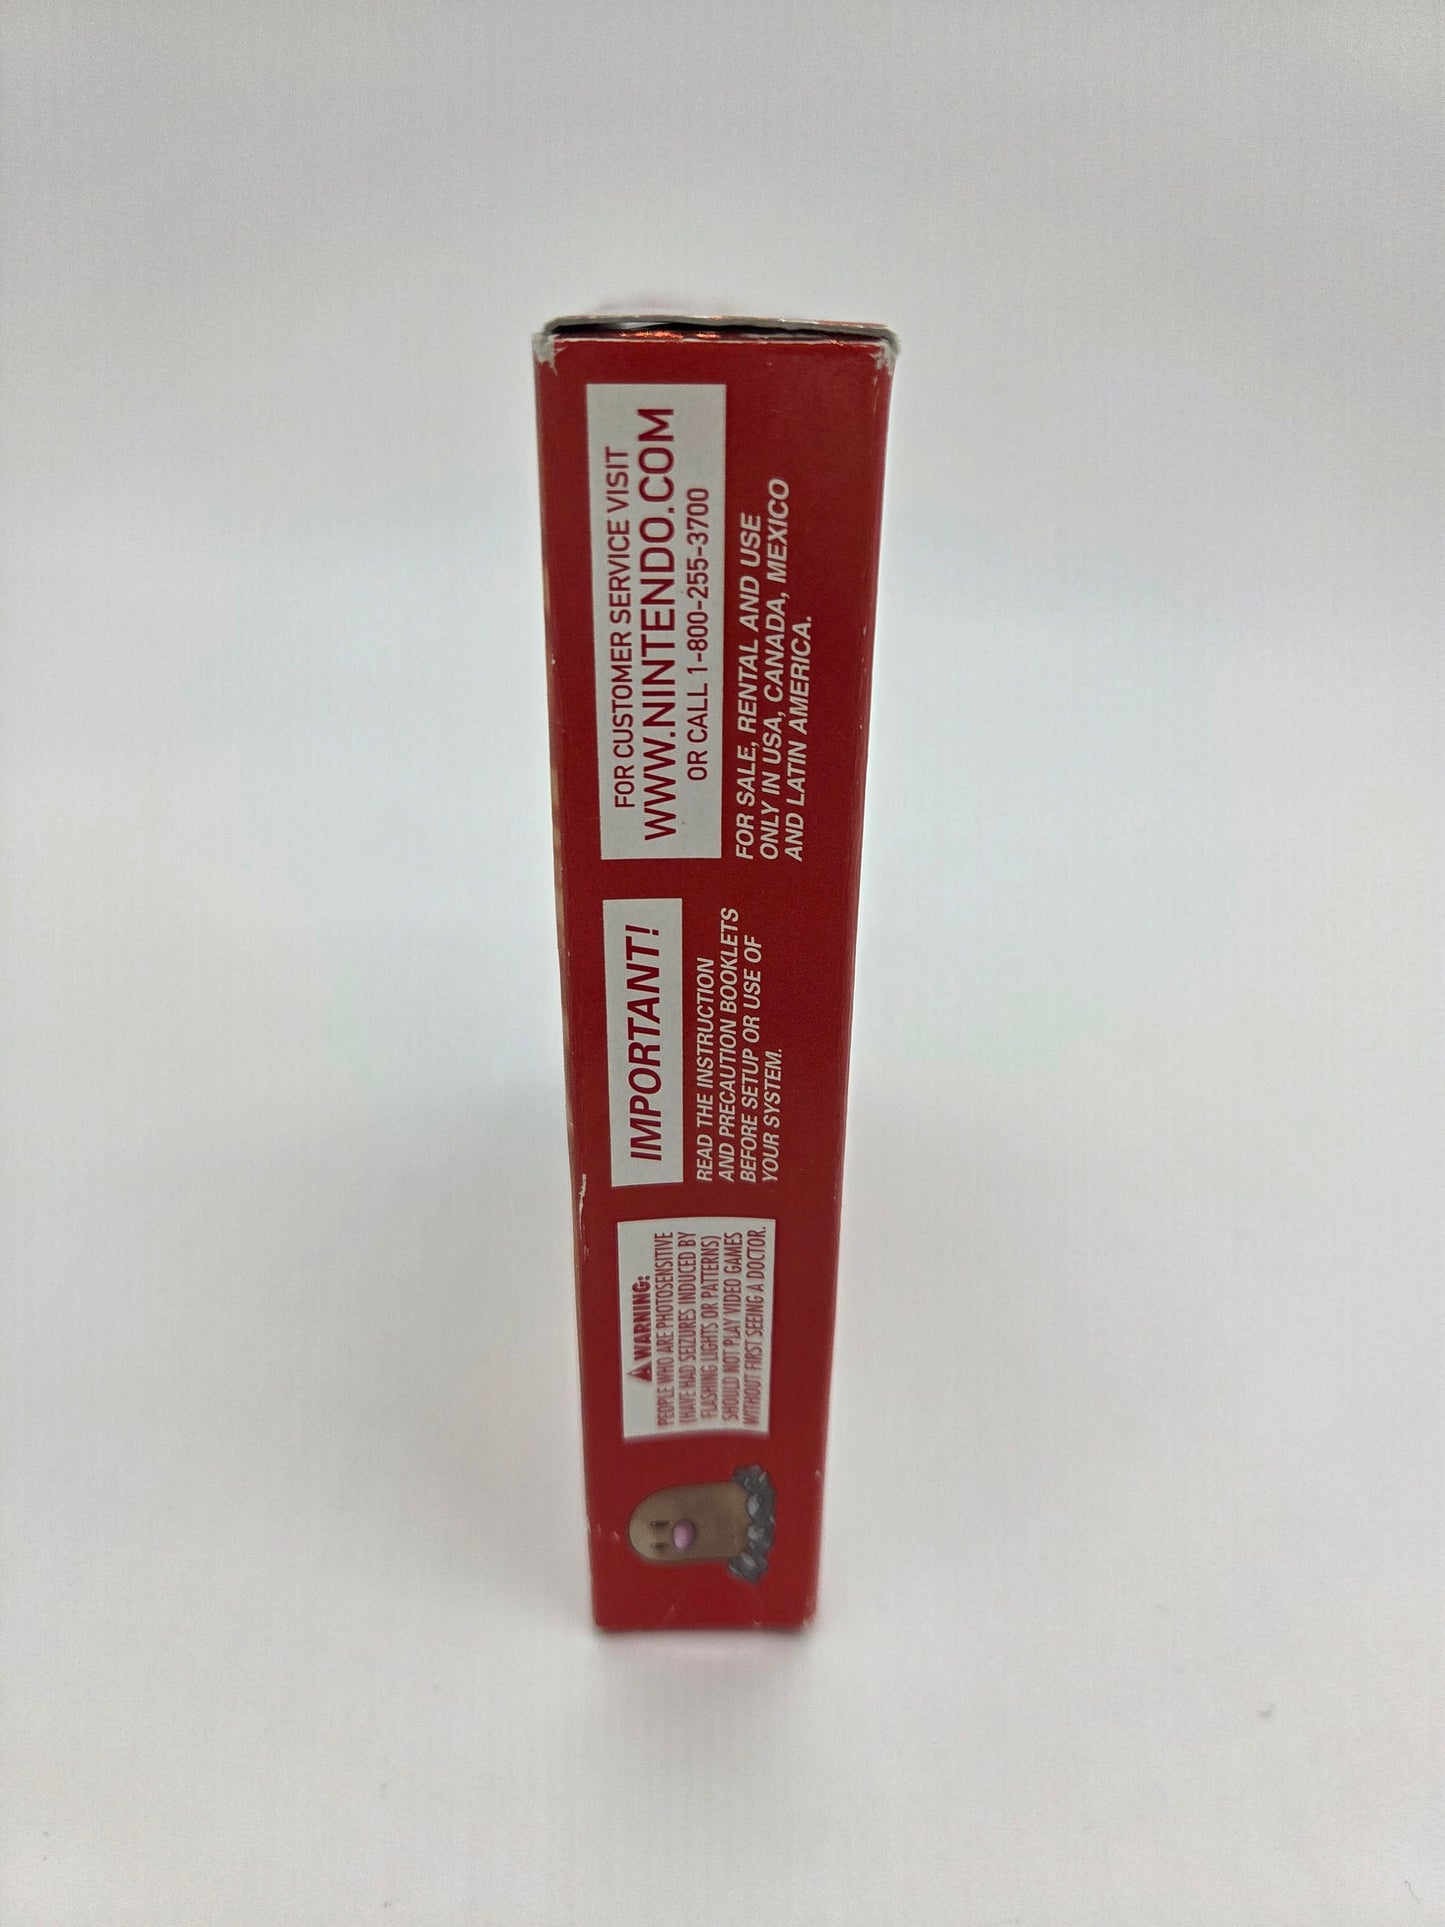 FOR CUSTOMER SERVICE VISIT
WWW.NINTENDO.COM
OR CALL 1-800-255-3700
FOR SALE, RENTAL AND USE
ONLY IN USA, CANADA, MEXICO
AND LATIN AMERICA.
IMPORTANT!
READ THE INSTRUCTION
AND PRECAUTION BOOKLETS
BEFORE SETUP OR USE OF
YOUR SYSTEM.
WARNING:
PEOPLE WHO ARE PHOTOSENSITIVE
(HAVE HAD SEIZURES INDUCED BY
FLASHING LIGHTS OR PATTERNS)
SHOULD NOT PLAY VIDEO GAMES
WITHOUT FIRST SEEING A DOCTOR.